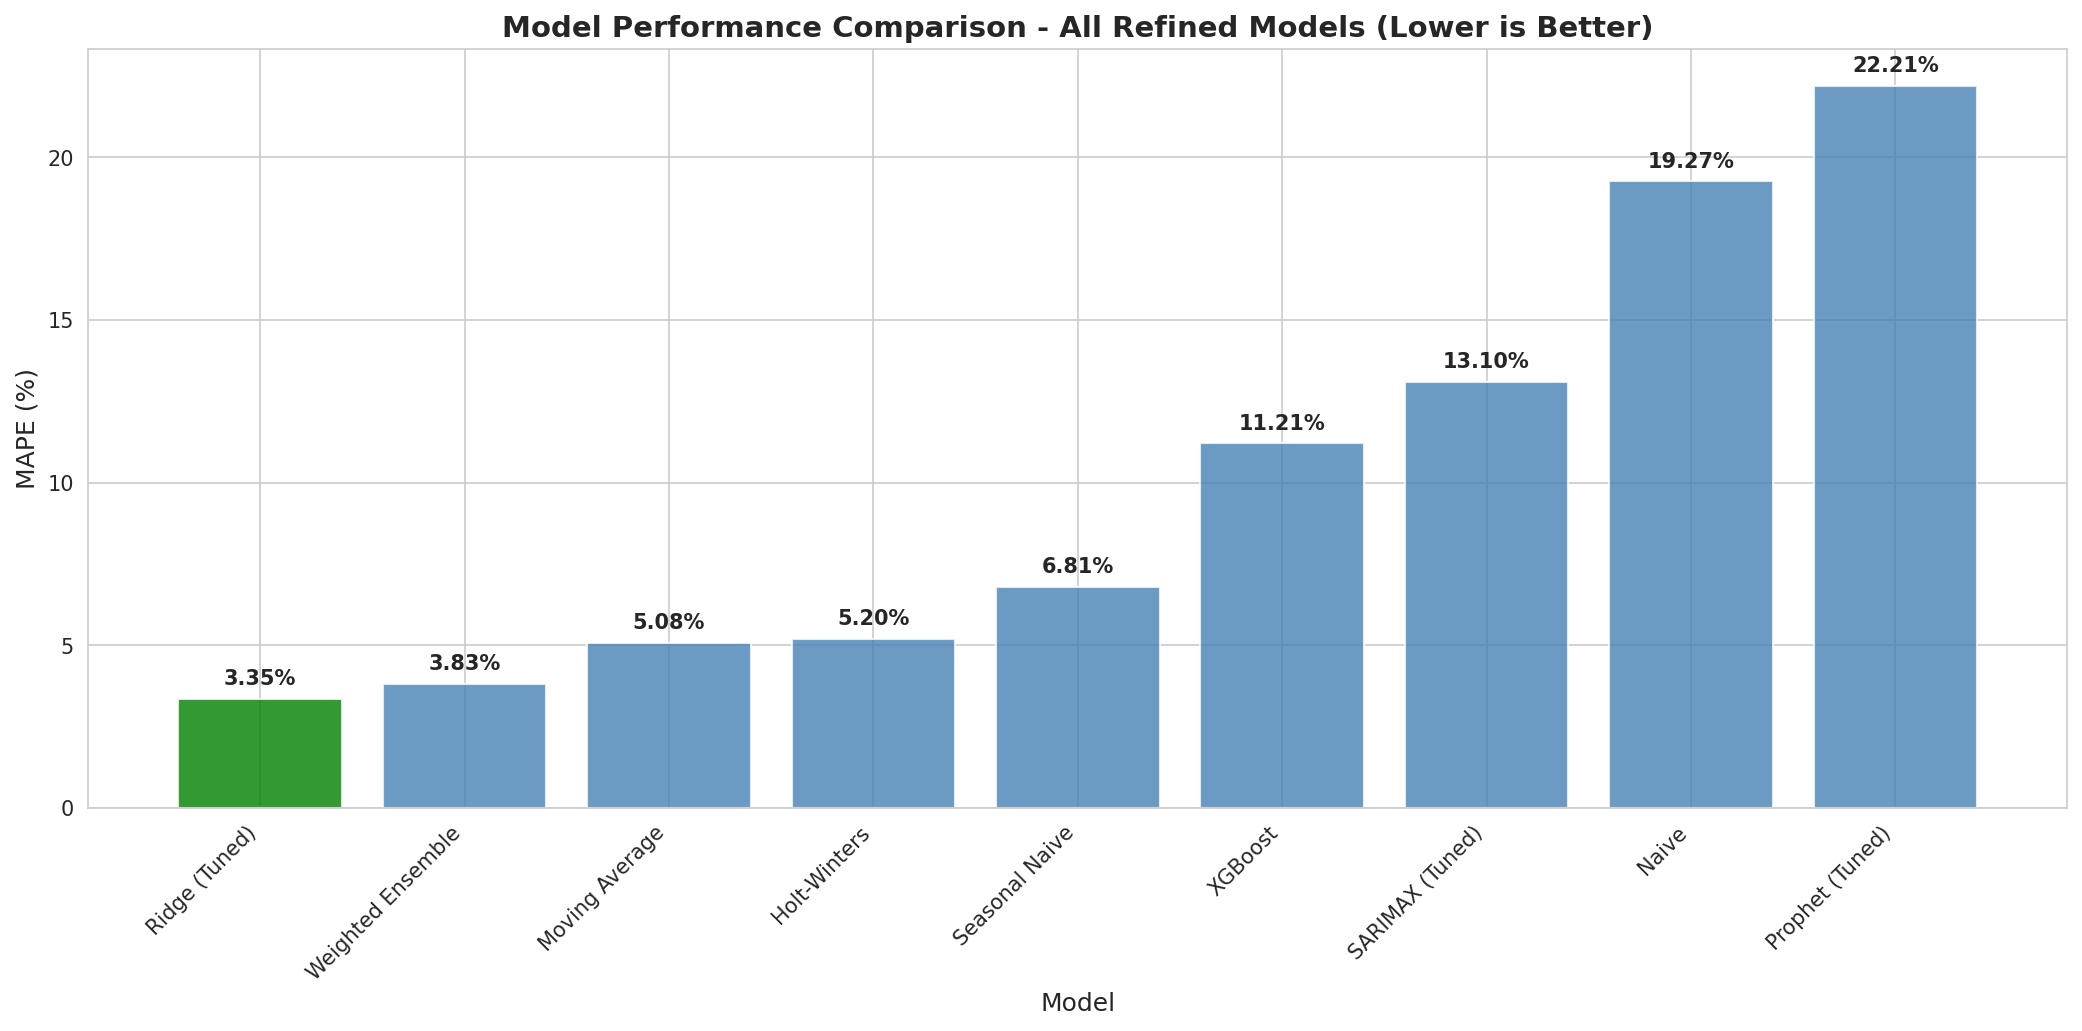 Model Performance Comparison - All Refined Models (Lower is Better)
MAPE (%)
20
15
10
5
0
3.35%
3.83%
5.08%
5.20%
6.81%
11.21%
13.10%
19.27%
22.21%
Ridge (Tuned)
Weighted Ensemble
Moving Average
Holt-Winters
Seasonal Naive
XGBoost
SARIMAX (Tuned)
Naive
Prophet (Tuned)
Model